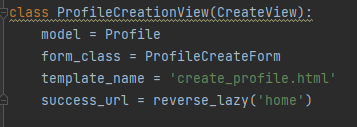 class ProfileCreationView(CreateView):
    model = Profile
    form_class = ProfileCreateForm
    template_name = 'create_profile.html'
    success_url = reverse_lazy('home')